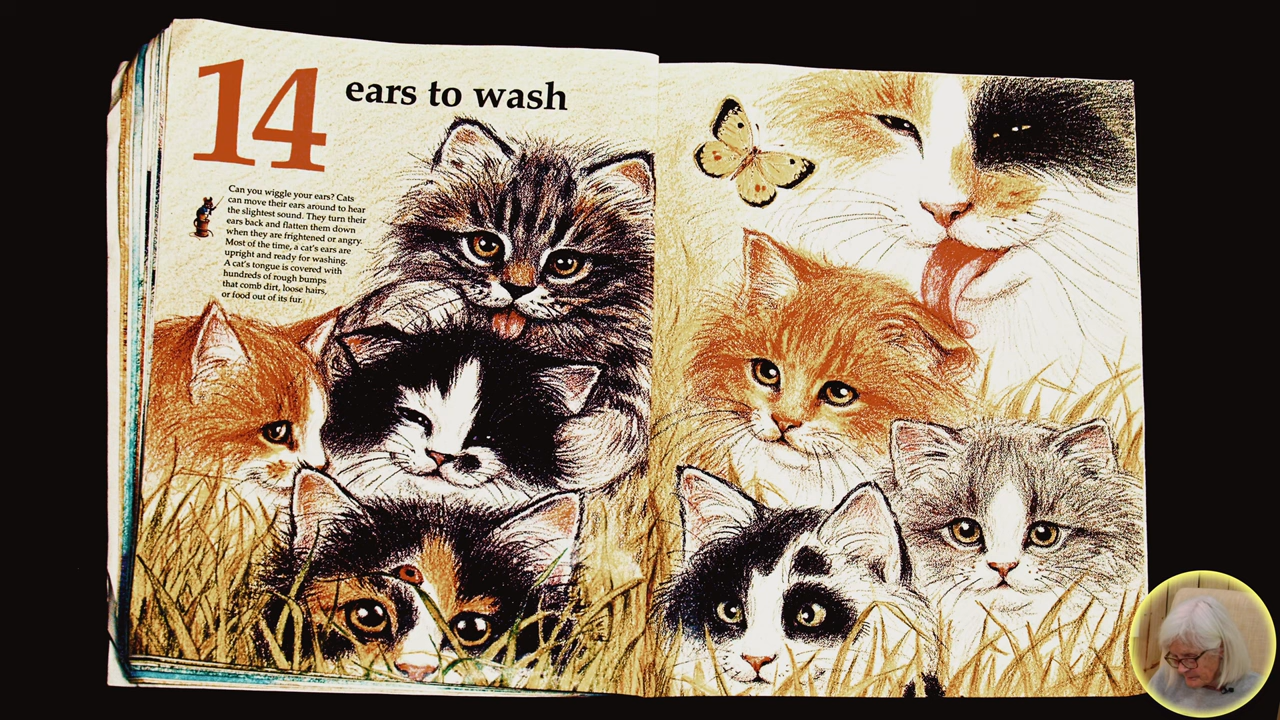 14 ears to wash
Can you wiggle your ears? Cats
can move their ears around to hear
the slightest sound. They turn their
ears back and flatten them down
when they are frightened or angry.
Most of the time, a cat's ears are
upright and ready for washing.
A cat's tongue is covered with
hundreds of rough bumps
that comb dirt, loose hairs,
or food out of its fur.